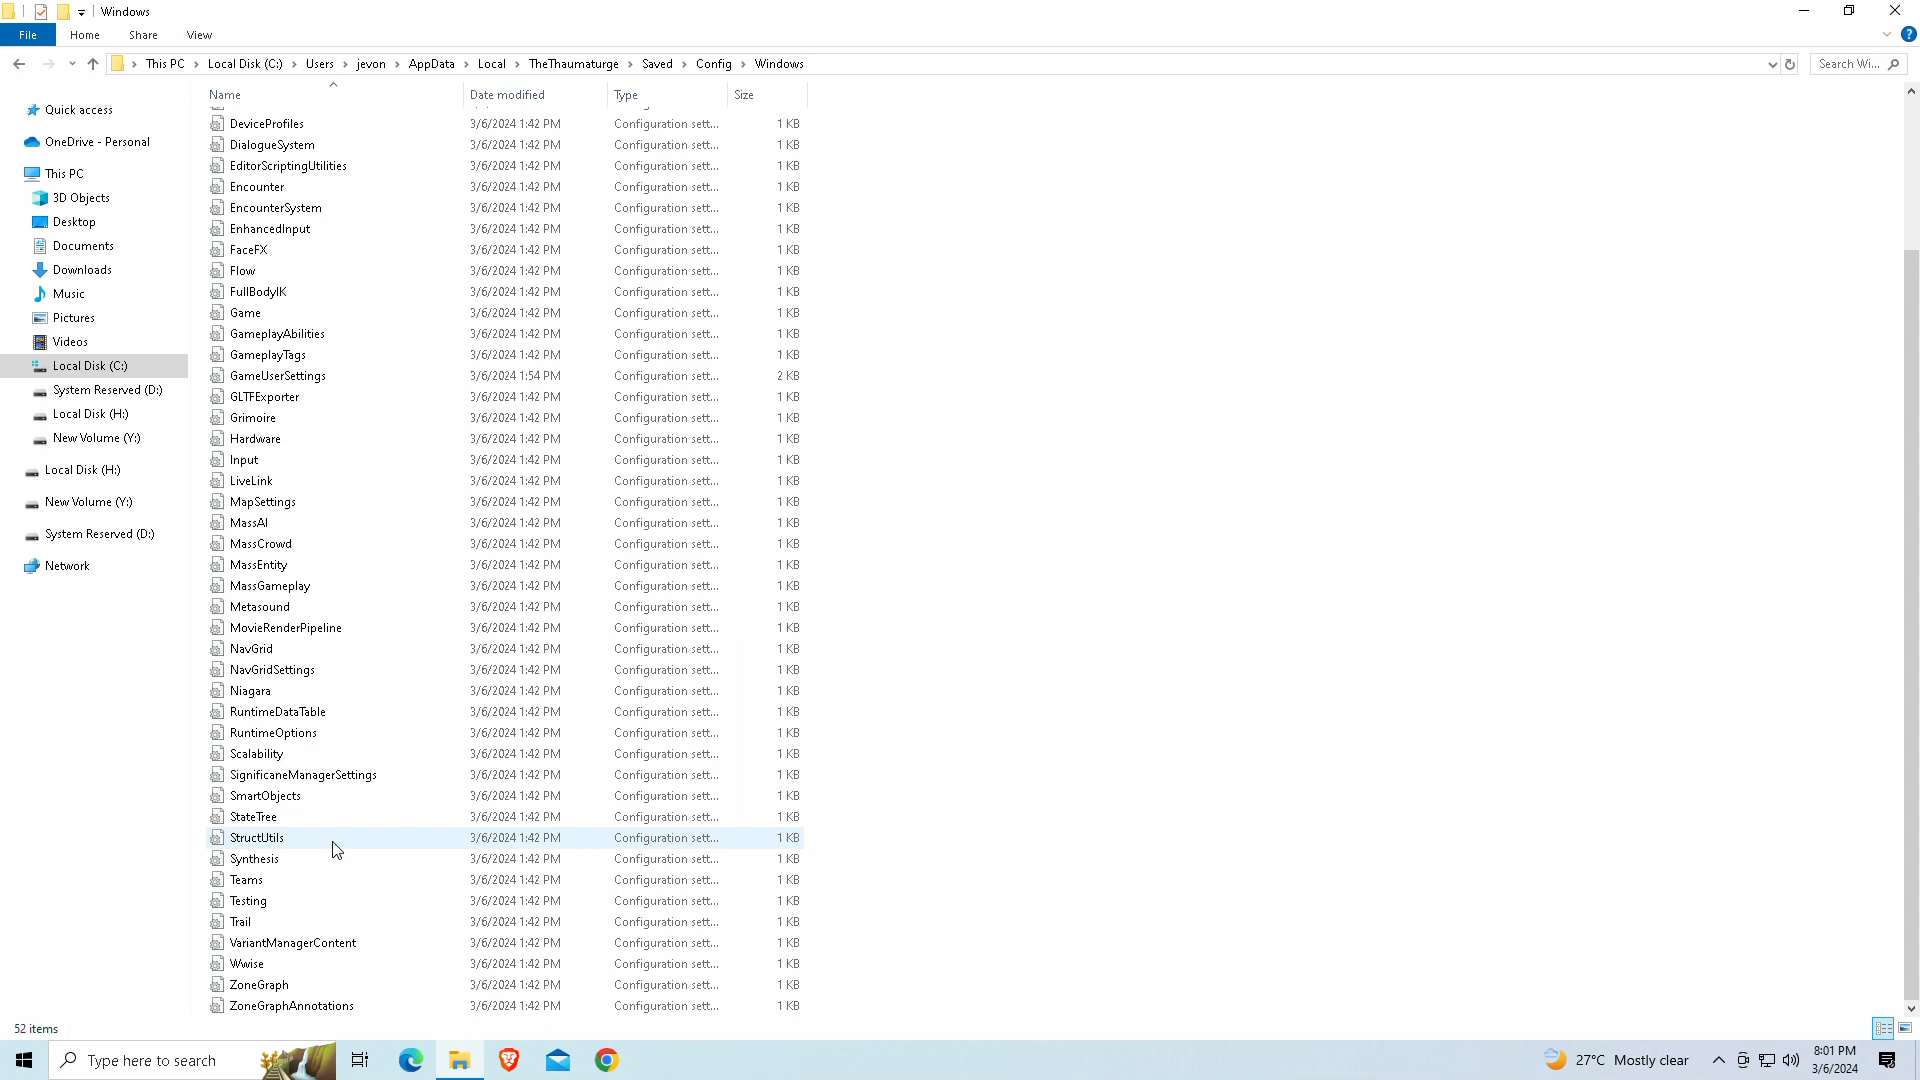 Windows
File Home Share View
This PC Local Disk (C:) Users jevon AppData Local TheThaumaturge Saved Config Windows Search Wi...
Name Date modified Type Size
DeviceProfiles 3/6/2024 1:42 PM Configuration sett... 1 KB
DialogueSystem 3/6/2024 1:42 PM Configuration sett... 1 KB
EditorScriptingUtilities 3/6/2024 1:42 PM Configuration sett... 1 KB
Encounter 3/6/2024 1:42 PM Configuration sett... 1 KB
EncounterSystem 3/6/2024 1:42 PM Configuration sett... 1 KB
EnhancedInput 3/6/2024 1:42 PM Configuration sett... 1 KB
FaceFX 3/6/2024 1:42 PM Configuration sett... 1 KB
Flow 3/6/2024 1:42 PM Configuration sett... 1 KB
FullBodyIK 3/6/2024 1:42 PM Configuration sett... 1 KB
Game 3/6/2024 1:42 PM Configuration sett... 1 KB
GameplayAbilities 3/6/2024 1:42 PM Configuration sett... 1 KB
GameplayTags 3/6/2024 1:42 PM Configuration sett... 1 KB
GameUserSettings 3/6/2024 1:54 PM Configuration sett... 2 KB
GLTFExporter 3/6/2024 1:42 PM Configuration sett... 1 KB
Grimoire 3/6/2024 1:42 PM Configuration sett... 1 KB
Hardware 3/6/2024 1:42 PM Configuration sett... 1 KB
Input 3/6/2024 1:42 PM Configuration sett... 1 KB
LiveLink 3/6/2024 1:42 PM Configuration sett... 1 KB
MapSettings 3/6/2024 1:42 PM Configuration sett... 1 KB
MassAI 3/6/2024 1:42 PM Configuration sett... 1 KB
MassCrowd 3/6/2024 1:42 PM Configuration sett... 1 KB
MassEntity 3/6/2024 1:42 PM Configuration sett... 1 KB
MassGameplay 3/6/2024 1:42 PM Configuration sett... 1 KB
Metasound 3/6/2024 1:42 PM Configuration sett... 1 KB
MovieRenderPipeline 3/6/2024 1:42 PM Configuration sett... 1 KB
NavGrid 3/6/2024 1:42 PM Configuration sett... 1 KB
NavGridSettings 3/6/2024 1:42 PM Configuration sett... 1 KB
Niagara 3/6/2024 1:42 PM Configuration sett... 1 KB
RuntimeDataTable 3/6/2024 1:42 PM Configuration sett... 1 KB
RuntimeOptions 3/6/2024 1:42 PM Configuration sett... 1 KB
Scalability 3/6/2024 1:42 PM Configuration sett... 1 KB
SignificaneManagerSettings 3/6/2024 1:42 PM Configuration sett... 1 KB
SmartObjects 3/6/2024 1:42 PM Configuration sett... 1 KB
StateTree 3/6/2024 1:42 PM Configuration sett... 1 KB
StructUtils 3/6/2024 1:42 PM Configuration sett... 1 KB
Synthesis 3/6/2024 1:42 PM Configuration sett... 1 KB
Teams 3/6/2024 1:42 PM Configuration sett... 1 KB
Testing 3/6/2024 1:42 PM Configuration sett... 1 KB
Trail 3/6/2024 1:42 PM Configuration sett... 1 KB
VariantManagerContent 3/6/2024 1:42 PM Configuration sett... 1 KB
Wwise 3/6/2024 1:42 PM Configuration sett... 1 KB
ZoneGraph 3/6/2024 1:42 PM Configuration sett... 1 KB
ZoneGraphAnnotations 3/6/2024 1:42 PM Configuration sett... 1 KB
Quick access
OneDrive - Personal
This PC
3D Objects
Desktop
Documents
Downloads
Music
Pictures
Videos
Local Disk (C:)
System Reserved (D:)
Local Disk (H:)
New Volume (Y:)
Local Disk (H:)
New Volume (Y:)
System Reserved (D:)
Network
52 items
Type here to search
27°C Mostly clear
8:01 PM
3/6/2024